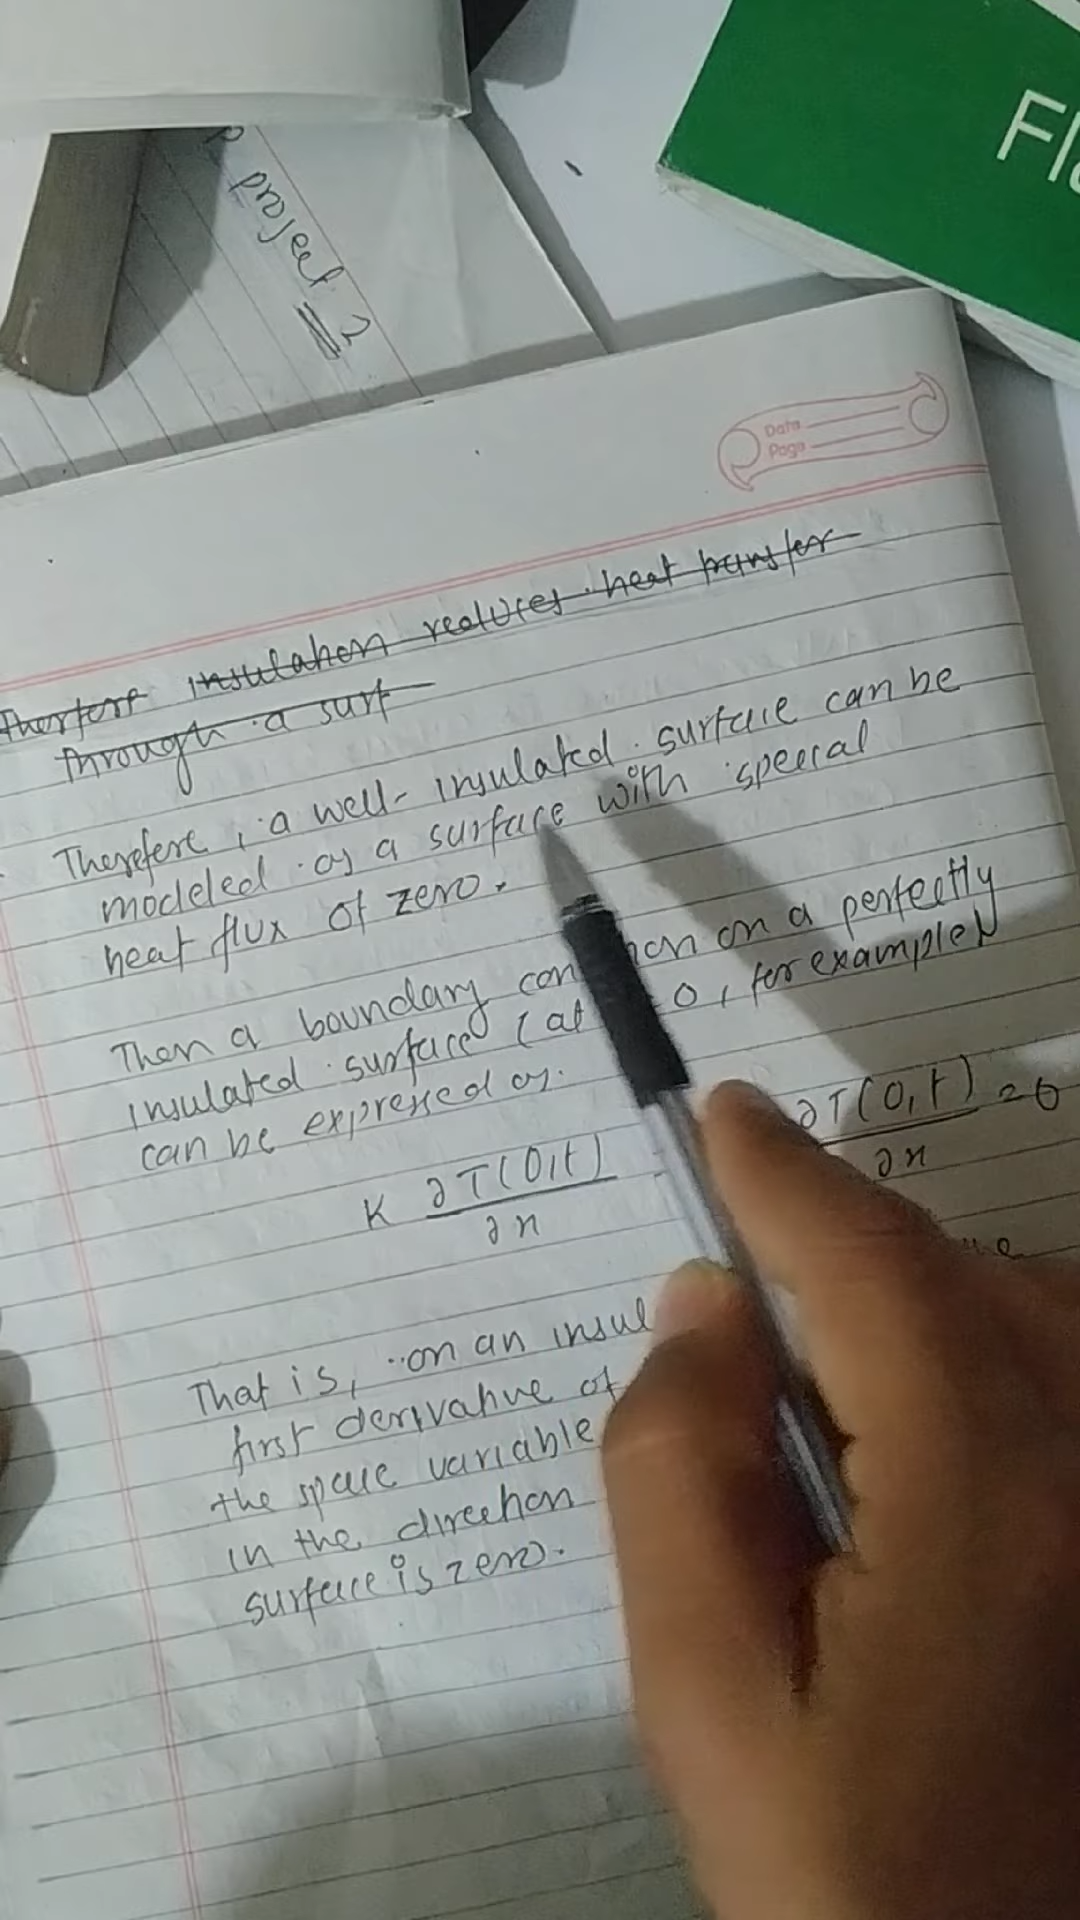 project 2
Fl
Data
Page
Therfore insulation reduces heat transfer
through a surf
Therefore, a well-insulated surface can be
modeled as a surface with special
heat flux of zero.
Then a boundary con on a perfectly
insulated surface (at 0, for example)
can be expressed as.
K ∂T(0,t) ∂T(0,t) = 0
∂x ∂x
That is, on an insul
first derivative of
the space variable
in the direction
surface is zero.